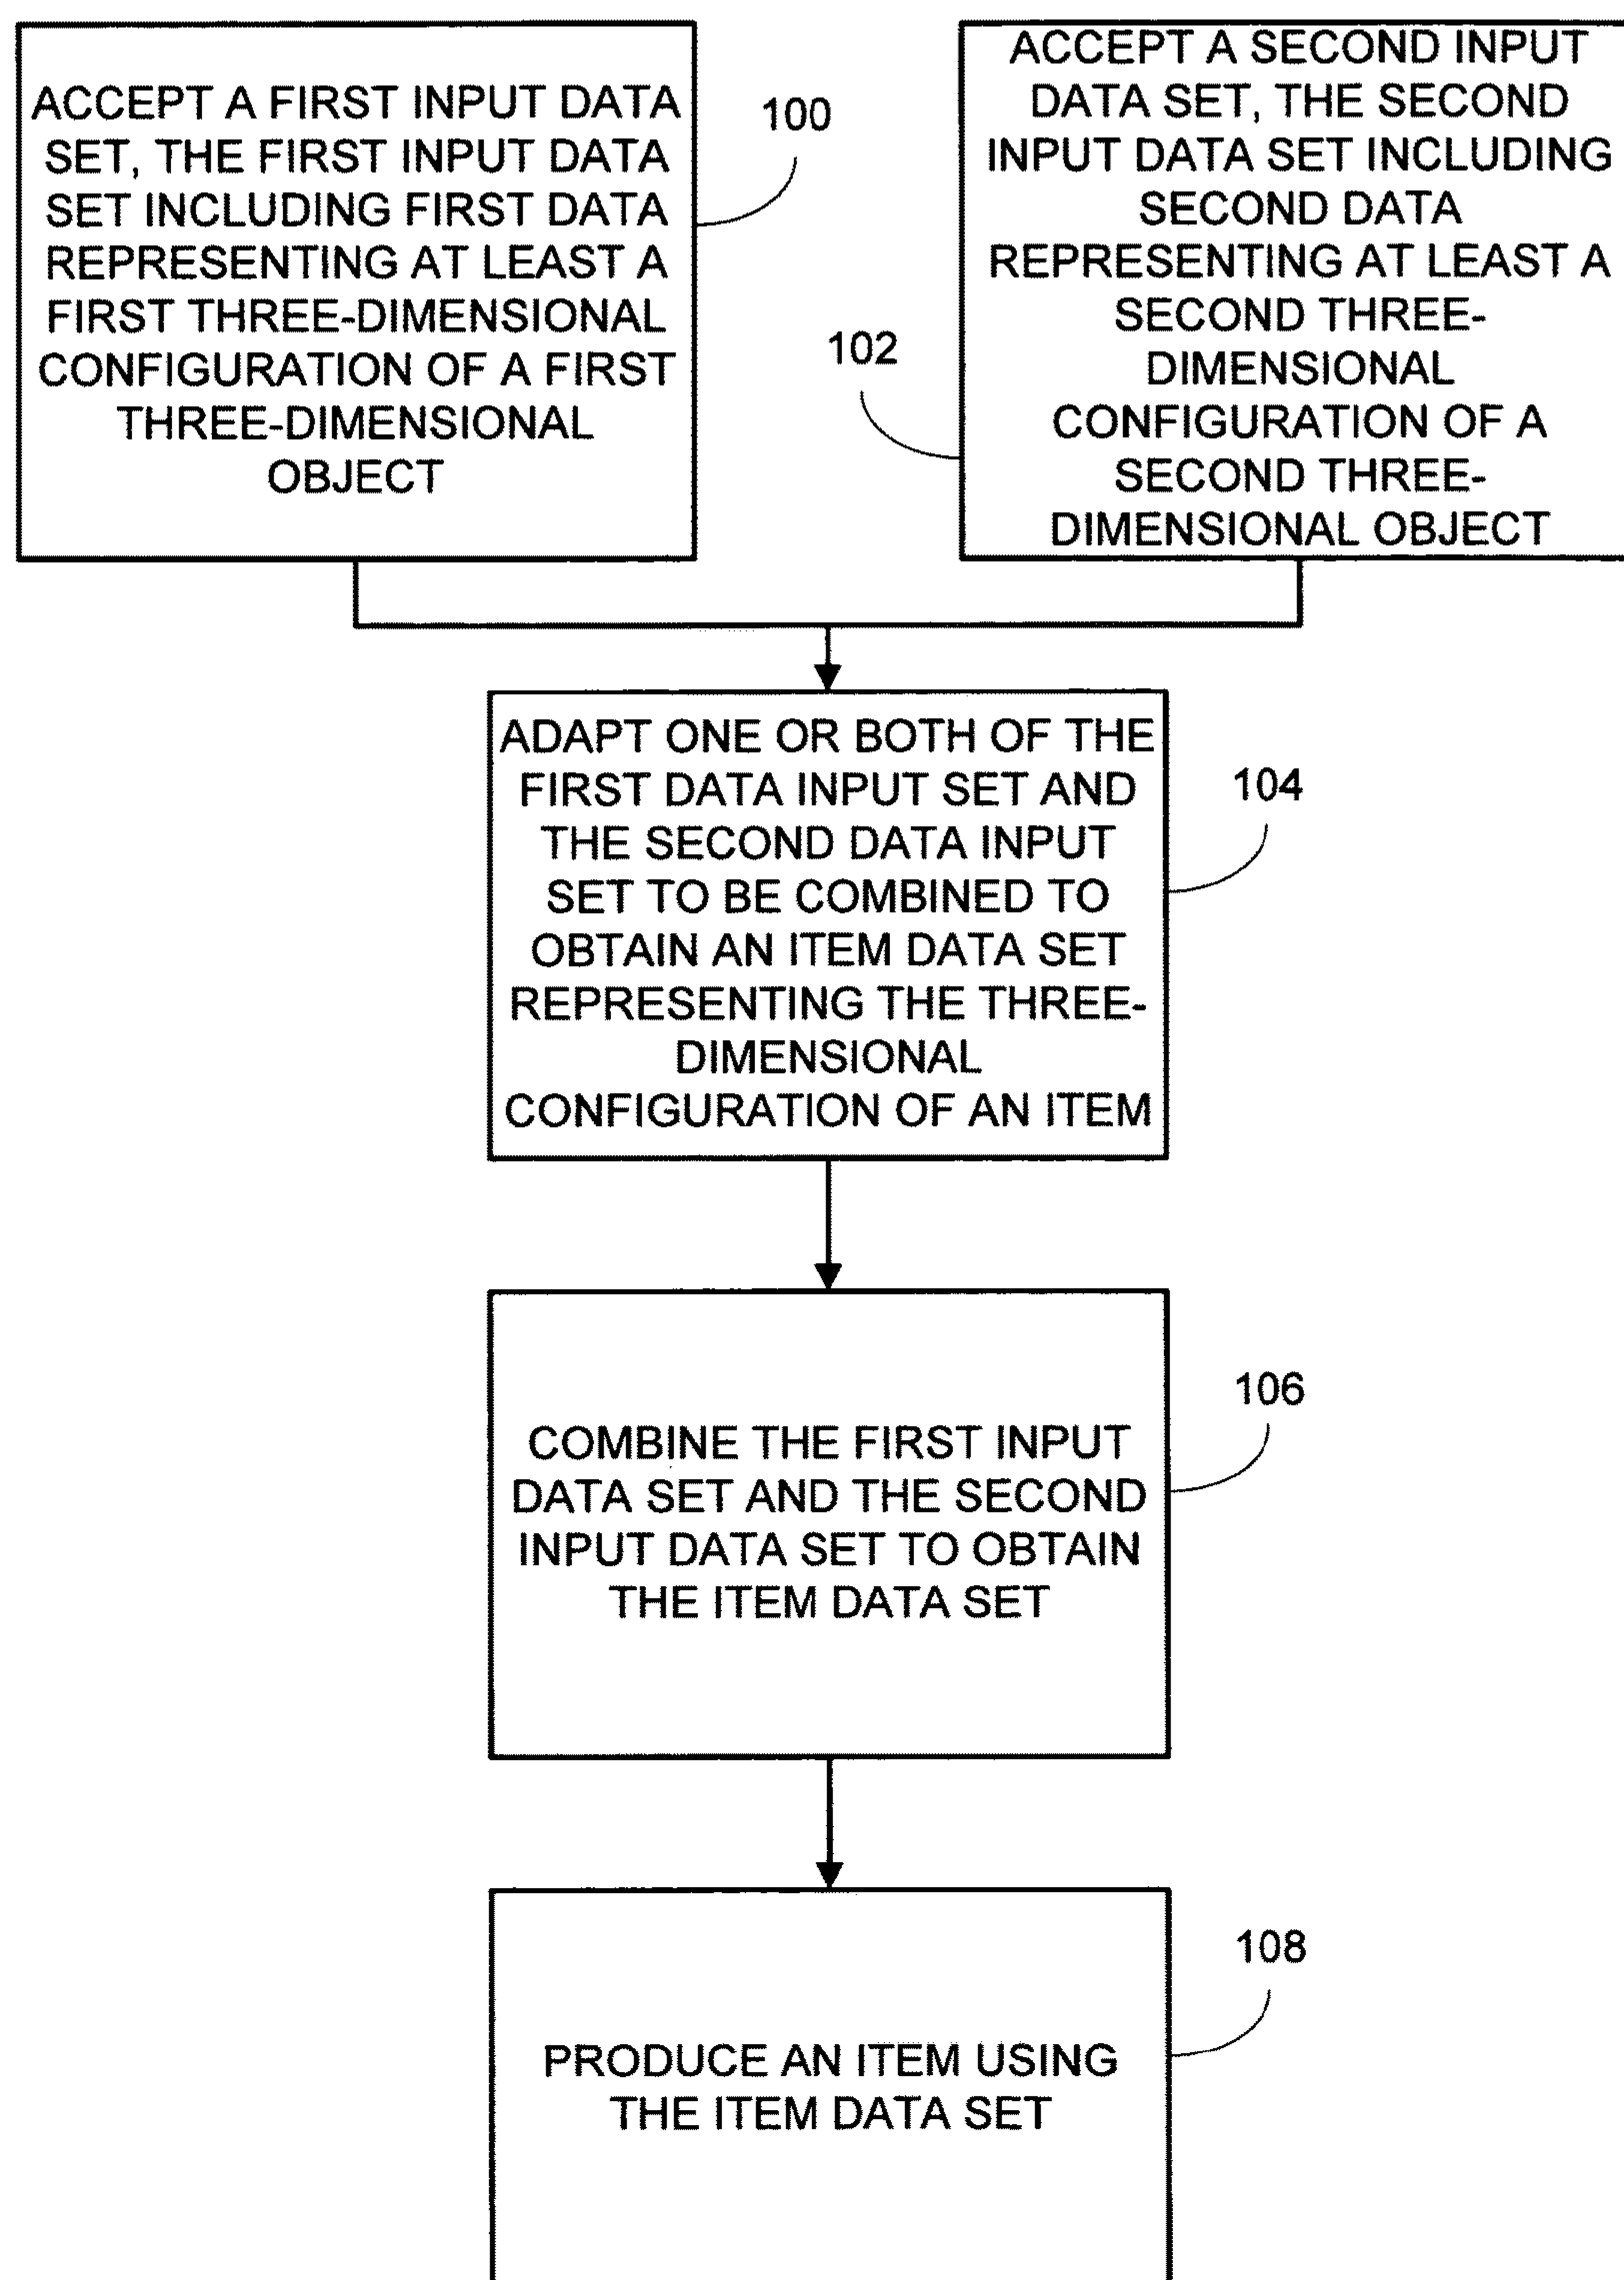 ACCEPT A FIRST INPUT DATA
SET, THE FIRST INPUT DATA
SET INCLUDING FIRST DATA
REPRESENTING AT LEAST A
FIRST THREE-DIMENSIONAL
CONFIGURATION OF A FIRST
THREE-DIMENSIONAL
OBJECT
100
ACCEPT A SECOND INPUT
DATA SET, THE SECOND
INPUT DATA SET INCLUDING
SECOND DATA
REPRESENTING AT LEAST A
SECOND THREE-
DIMENSIONAL
CONFIGURATION OF A
SECOND THREE-
DIMENSIONAL OBJECT
102
ADAPT ONE OR BOTH OF THE
FIRST DATA INPUT SET AND
THE SECOND DATA INPUT
SET TO BE COMBINED TO
OBTAIN AN ITEM DATA SET
REPRESENTING THE THREE-
DIMENSIONAL
CONFIGURATION OF AN ITEM
104
COMBINE THE FIRST INPUT
DATA SET AND THE SECOND
INPUT DATA SET TO OBTAIN
THE ITEM DATA SET
106
PRODUCE AN ITEM USING
THE ITEM DATA SET
108